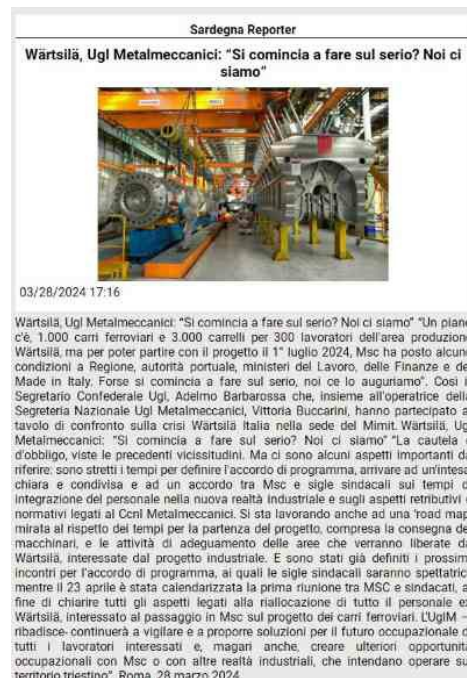 Sardegna Reporter
Wärtsilä, Ugl Metalmeccanici: “Si comincia a fare sul serio? Noi ci
siamo”
03/28/2024 17:16
Wärtsilä, Ugl Metalmeccanici: “Si comincia a fare sul serio? Noi ci siamo” “Un piano
c'è, 1.000 carri ferroviari e 3.000 carrelli per 300 lavoratori dell'area produzione
Wärtsilä, ma per poter partire con il progetto il 1° luglio 2024, Msc ha posto alcune
condizioni a Regione, autorità portuale, ministeri del Lavoro, delle Finanze e del
Made in Italy. Forse si comincia a fare sul serio, noi ce lo auguriamo”. Così il
Segretario Confederale Ugl, Adelmo Barbarossa che, insieme all'operatrice della
Segreteria Nazionale Ugl Metalmeccanici, Vittoria Buccarini, hanno partecipato al
tavolo di confronto sulla crisi Wärtsilä Italia nella sede del Mimit. Wärtsilä, Ugl
Metalmeccanici: “Si comincia a fare sul serio? Noi ci siamo” “La cautela è
d'obbligo, viste le precedenti vicissitudini. Ma ci sono alcuni aspetti importanti da
riferire: sono stretti i tempi per definire l'accordo di programma, arrivare ad un'intesa
chiara e condivisa e ad un accordo tra Msc e sigle sindacali sui tempi di
integrazione del personale nella nuova realtà industriale e sugli aspetti retributivi e
normativi legati al Ccnl Metalmeccanici. Si sta lavorando anche ad una 'road map'
mirata al rispetto dei tempi per la partenza del progetto, compresa la consegna dei
macchinari, e le attività di adeguamento delle aree che verranno liberate da
Wärtsilä, interessate dal progetto industriale. E sono stati già definiti i prossimi
incontri per l'accordo di programma, ai quali le sigle sindacali saranno spettatrici
mentre il 23 aprile è stata calendarizzata la prima riunione tra MSC e sindacati, al
fine di chiarire tutti gli aspetti legati alla riallocazione di tutto il personale ex
Wärtsilä, interessato al passaggio in Msc sul progetto dei carri ferroviari. L'UglM –
ribadisce- continuerà a vigilare e a proporre soluzioni per il futuro occupazionale di
tutti i lavoratori interessati e, magari anche, creare ulteriori opportunità
occupazionali con Msc o con altre realtà industriali, che intendano operare sul
territorio triestino”. Roma, 28 marzo 2024